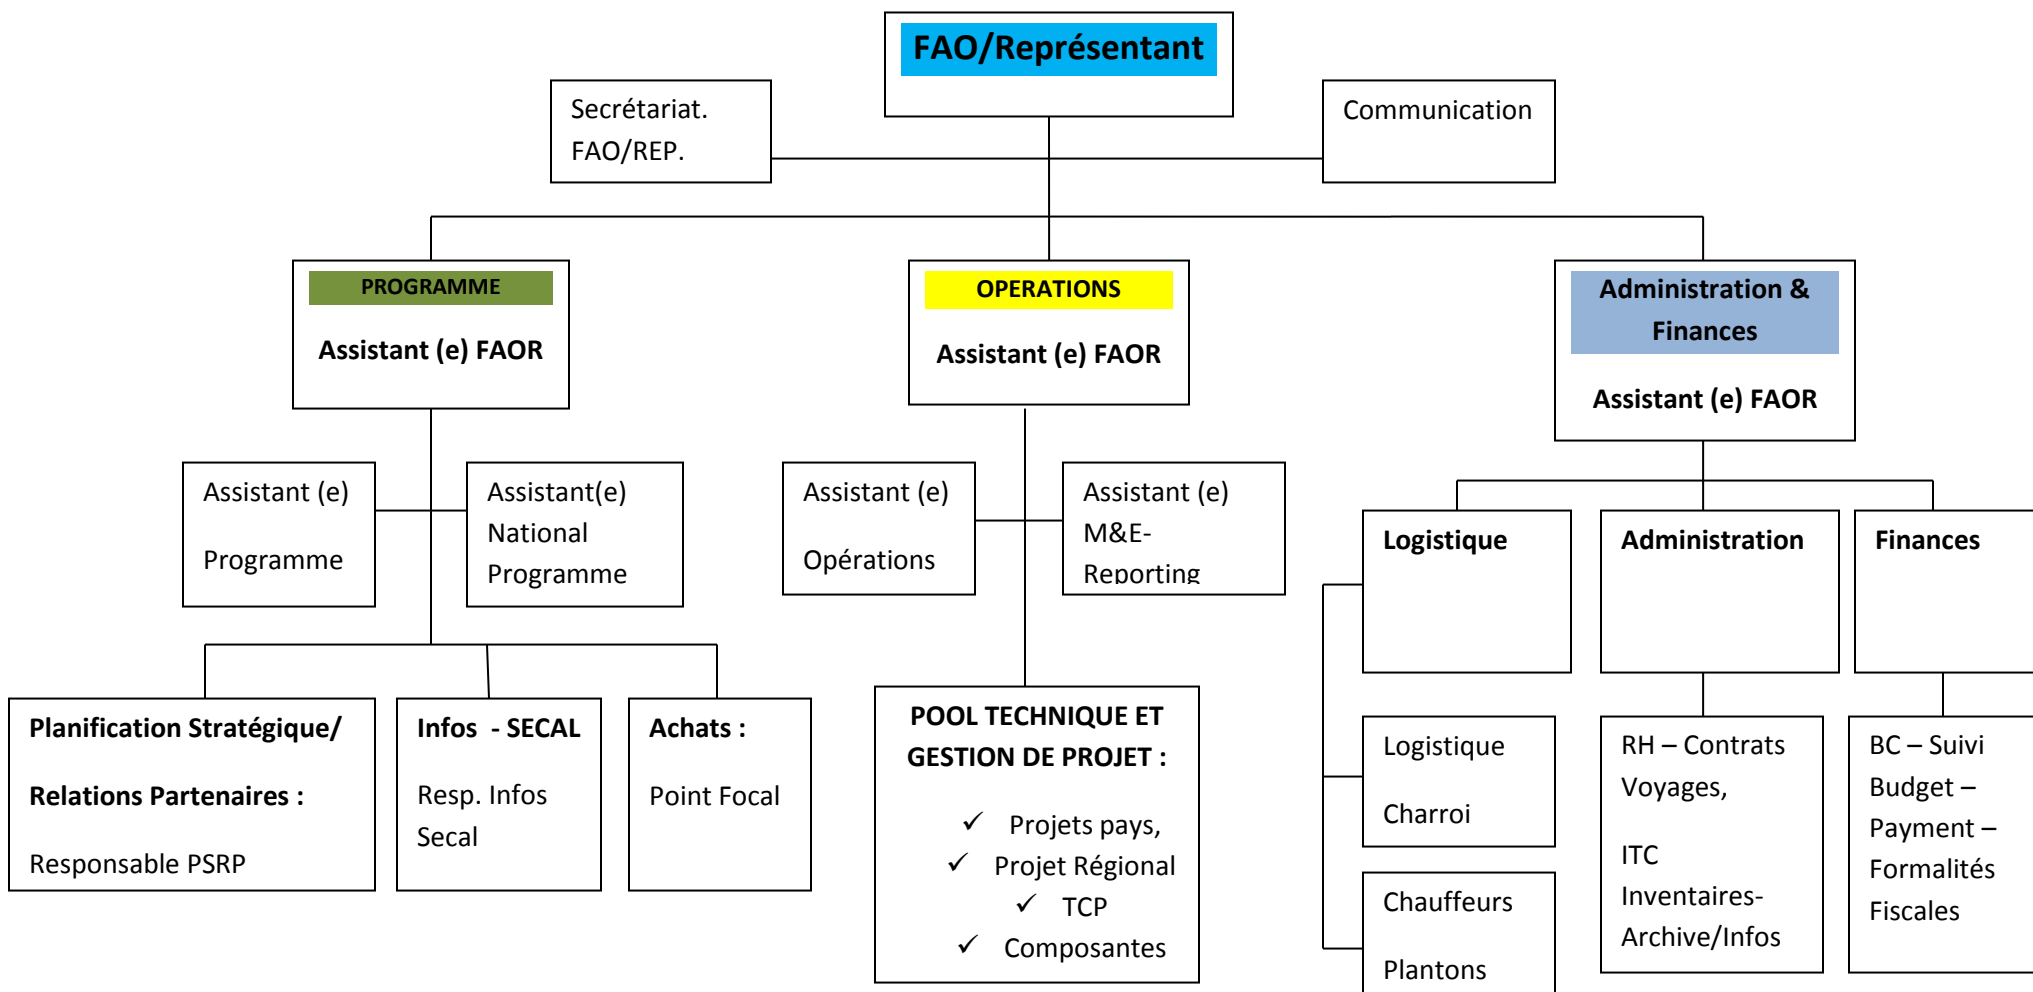 FAO/Représentant
Secrétariat.
FAO/REP.
Communication
PROGRAMME
Assistant (e) FAOR
OPERATIONS
Assistant (e) FAOR
Administration &
Finances
Assistant (e) FAOR
Assistant (e)
Programme
Assistant(e)
National
Programme
Assistant (e)
Opérations
Assistant (e)
M&E-
Reporting
Logistique
Administration
Finances
Planification Stratégique/
Relations Partenaires :
Responsable PSRP
Infos - SECAL
Resp. Infos
Secal
Achats :
Point Focal
POOL TECHNIQUE ET
GESTION DE PROJET :
✓ Projets pays,
✓ Projet Régional
✓ TCP
✓ Composantes
Logistique
Charroi
Chauffeurs
Plantons
RH – Contrats
Voyages,
ITC
Inventaires-
Archive/Infos
BC – Suivi
Budget –
Payment –
Formalités
Fiscales